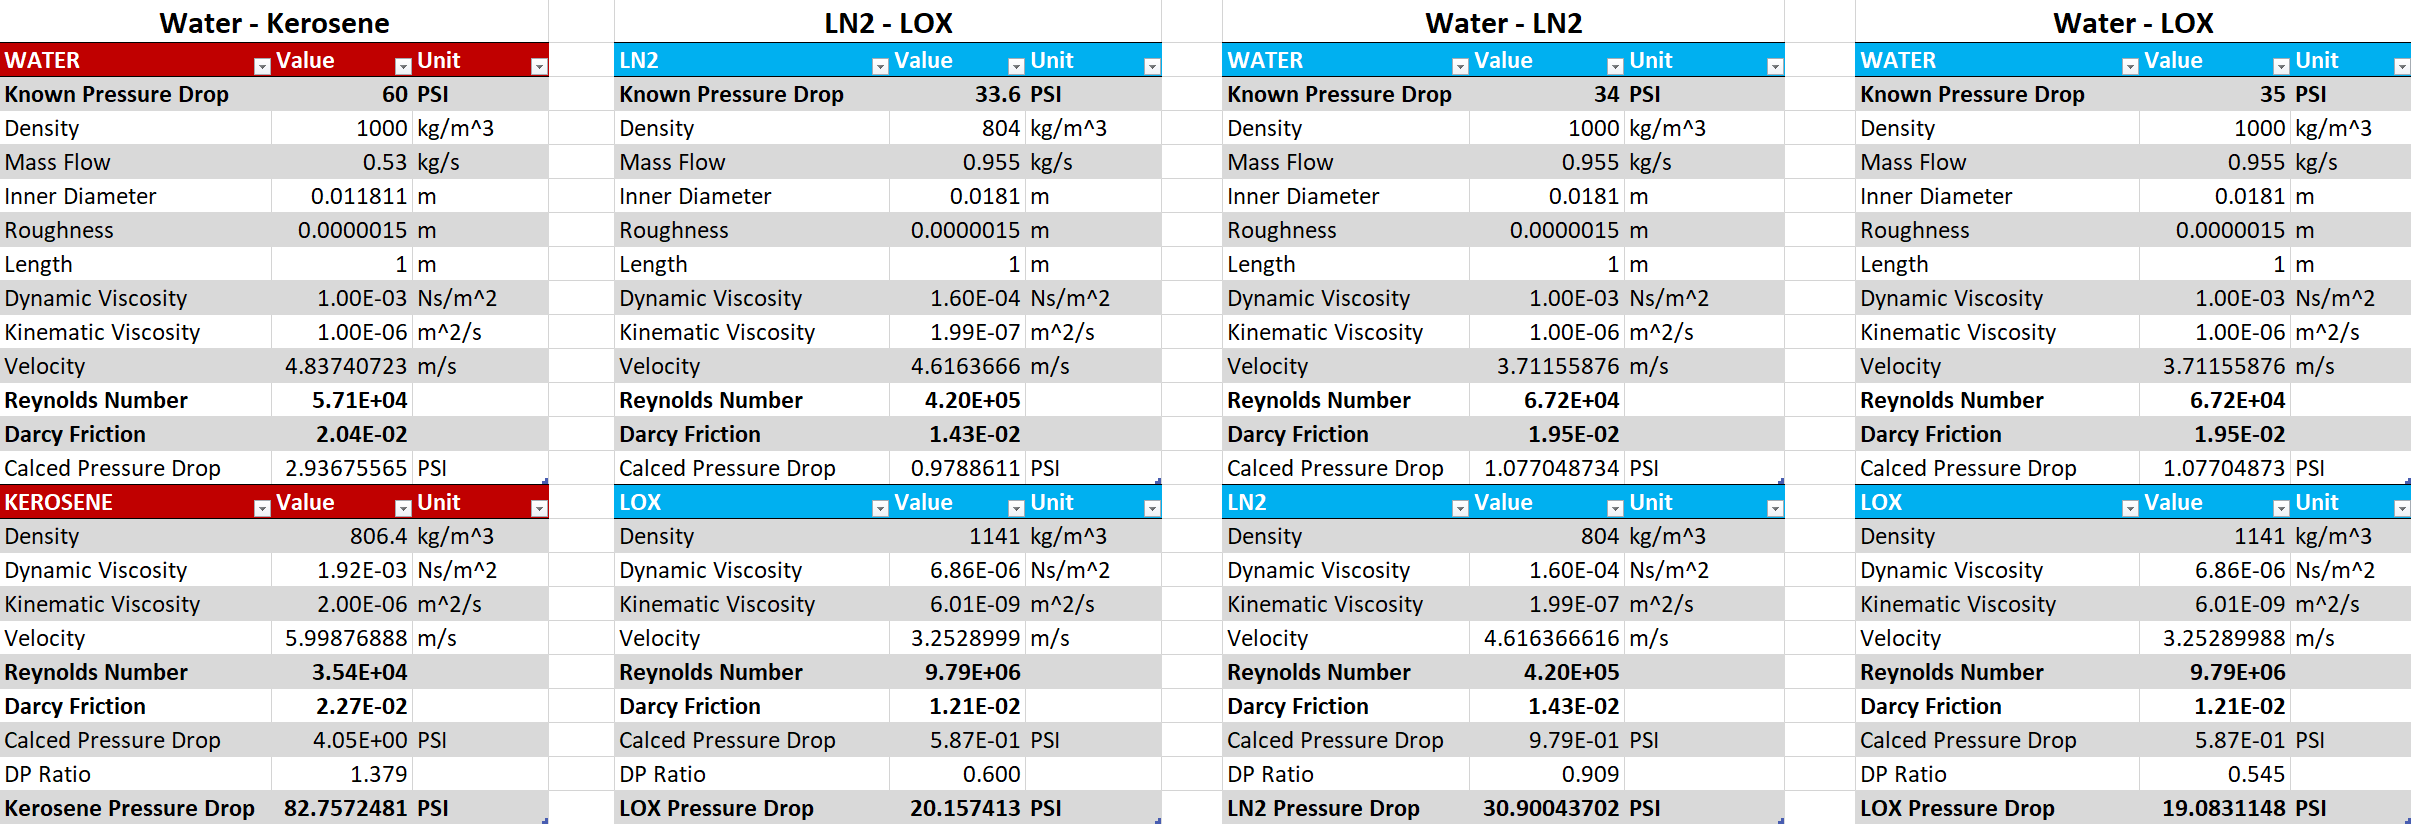 Water - Kerosene LN2 - LOX Water - LN2 Water - LOX
WATER Value Unit LN2 Value Unit WATER Value Unit WATER Value Unit
Known Pressure Drop 60 PSI Known Pressure Drop 33.6 PSI Known Pressure Drop 34 PSI Known Pressure Drop 35 PSI
Density 1000 kg/m^3 Density 804 kg/m^3 Density 1000 kg/m^3 Density 1000 kg/m^3
Mass Flow 0.53 kg/s Mass Flow 0.955 kg/s Mass Flow 0.955 kg/s Mass Flow 0.955 kg/s
Inner Diameter 0.011811 m Inner Diameter 0.0181 m Inner Diameter 0.0181 m Inner Diameter 0.0181 m
Roughness 0.0000015 m Roughness 0.0000015 m Roughness 0.0000015 m Roughness 0.0000015 m
Length 1 m Length 1 m Length 1 m Length 1 m
Dynamic Viscosity 1.00E-03 Ns/m^2 Dynamic Viscosity 1.60E-04 Ns/m^2 Dynamic Viscosity 1.00E-03 Ns/m^2 Dynamic Viscosity 1.00E-03 Ns/m^2
Kinematic Viscosity 1.00E-06 m^2/s Kinematic Viscosity 1.99E-07 m^2/s Kinematic Viscosity 1.00E-06 m^2/s Kinematic Viscosity 1.00E-06 m^2/s
Velocity 4.83740723 m/s Velocity 4.6163666 m/s Velocity 3.71155876 m/s Velocity 3.71155876 m/s
Reynolds Number 5.71E+04 Reynolds Number 4.20E+05 Reynolds Number 6.72E+04 Reynolds Number 6.72E+04
Darcy Friction 2.04E-02 Darcy Friction 1.43E-02 Darcy Friction 1.95E-02 Darcy Friction 1.95E-02
Calced Pressure Drop 2.93675565 PSI Calced Pressure Drop 0.9788611 PSI Calced Pressure Drop 1.077048734 PSI Calced Pressure Drop 1.07704873 PSI
KEROSENE Value Unit LOX Value Unit LN2 Value Unit LOX Value Unit
Density 806.4 kg/m^3 Density 1141 kg/m^3 Density 804 kg/m^3 Density 1141 kg/m^3
Dynamic Viscosity 1.92E-03 Ns/m^2 Dynamic Viscosity 6.86E-06 Ns/m^2 Dynamic Viscosity 1.60E-04 Ns/m^2 Dynamic Viscosity 6.86E-06 Ns/m^2
Kinematic Viscosity 2.00E-06 m^2/s Kinematic Viscosity 6.01E-09 m^2/s Kinematic Viscosity 1.99E-07 m^2/s Kinematic Viscosity 6.01E-09 m^2/s
Velocity 5.99876888 m/s Velocity 3.2528999 m/s Velocity 4.616366616 m/s Velocity 3.25289988 m/s
Reynolds Number 3.54E+04 Reynolds Number 9.79E+06 Reynolds Number 4.20E+05 Reynolds Number 9.79E+06
Darcy Friction 2.27E-02 Darcy Friction 1.21E-02 Darcy Friction 1.43E-02 Darcy Friction 1.21E-02
Calced Pressure Drop 4.05E+00 PSI Calced Pressure Drop 5.87E-01 PSI Calced Pressure Drop 9.79E-01 PSI Calced Pressure Drop 5.87E-01 PSI
DP Ratio 1.379 DP Ratio 0.600 DP Ratio 0.909 DP Ratio 0.545
Kerosene Pressure Drop 82.7572481 PSI LOX Pressure Drop 20.157413 PSI LN2 Pressure Drop 30.90043702 PSI LOX Pressure Drop 19.0831148 PSI